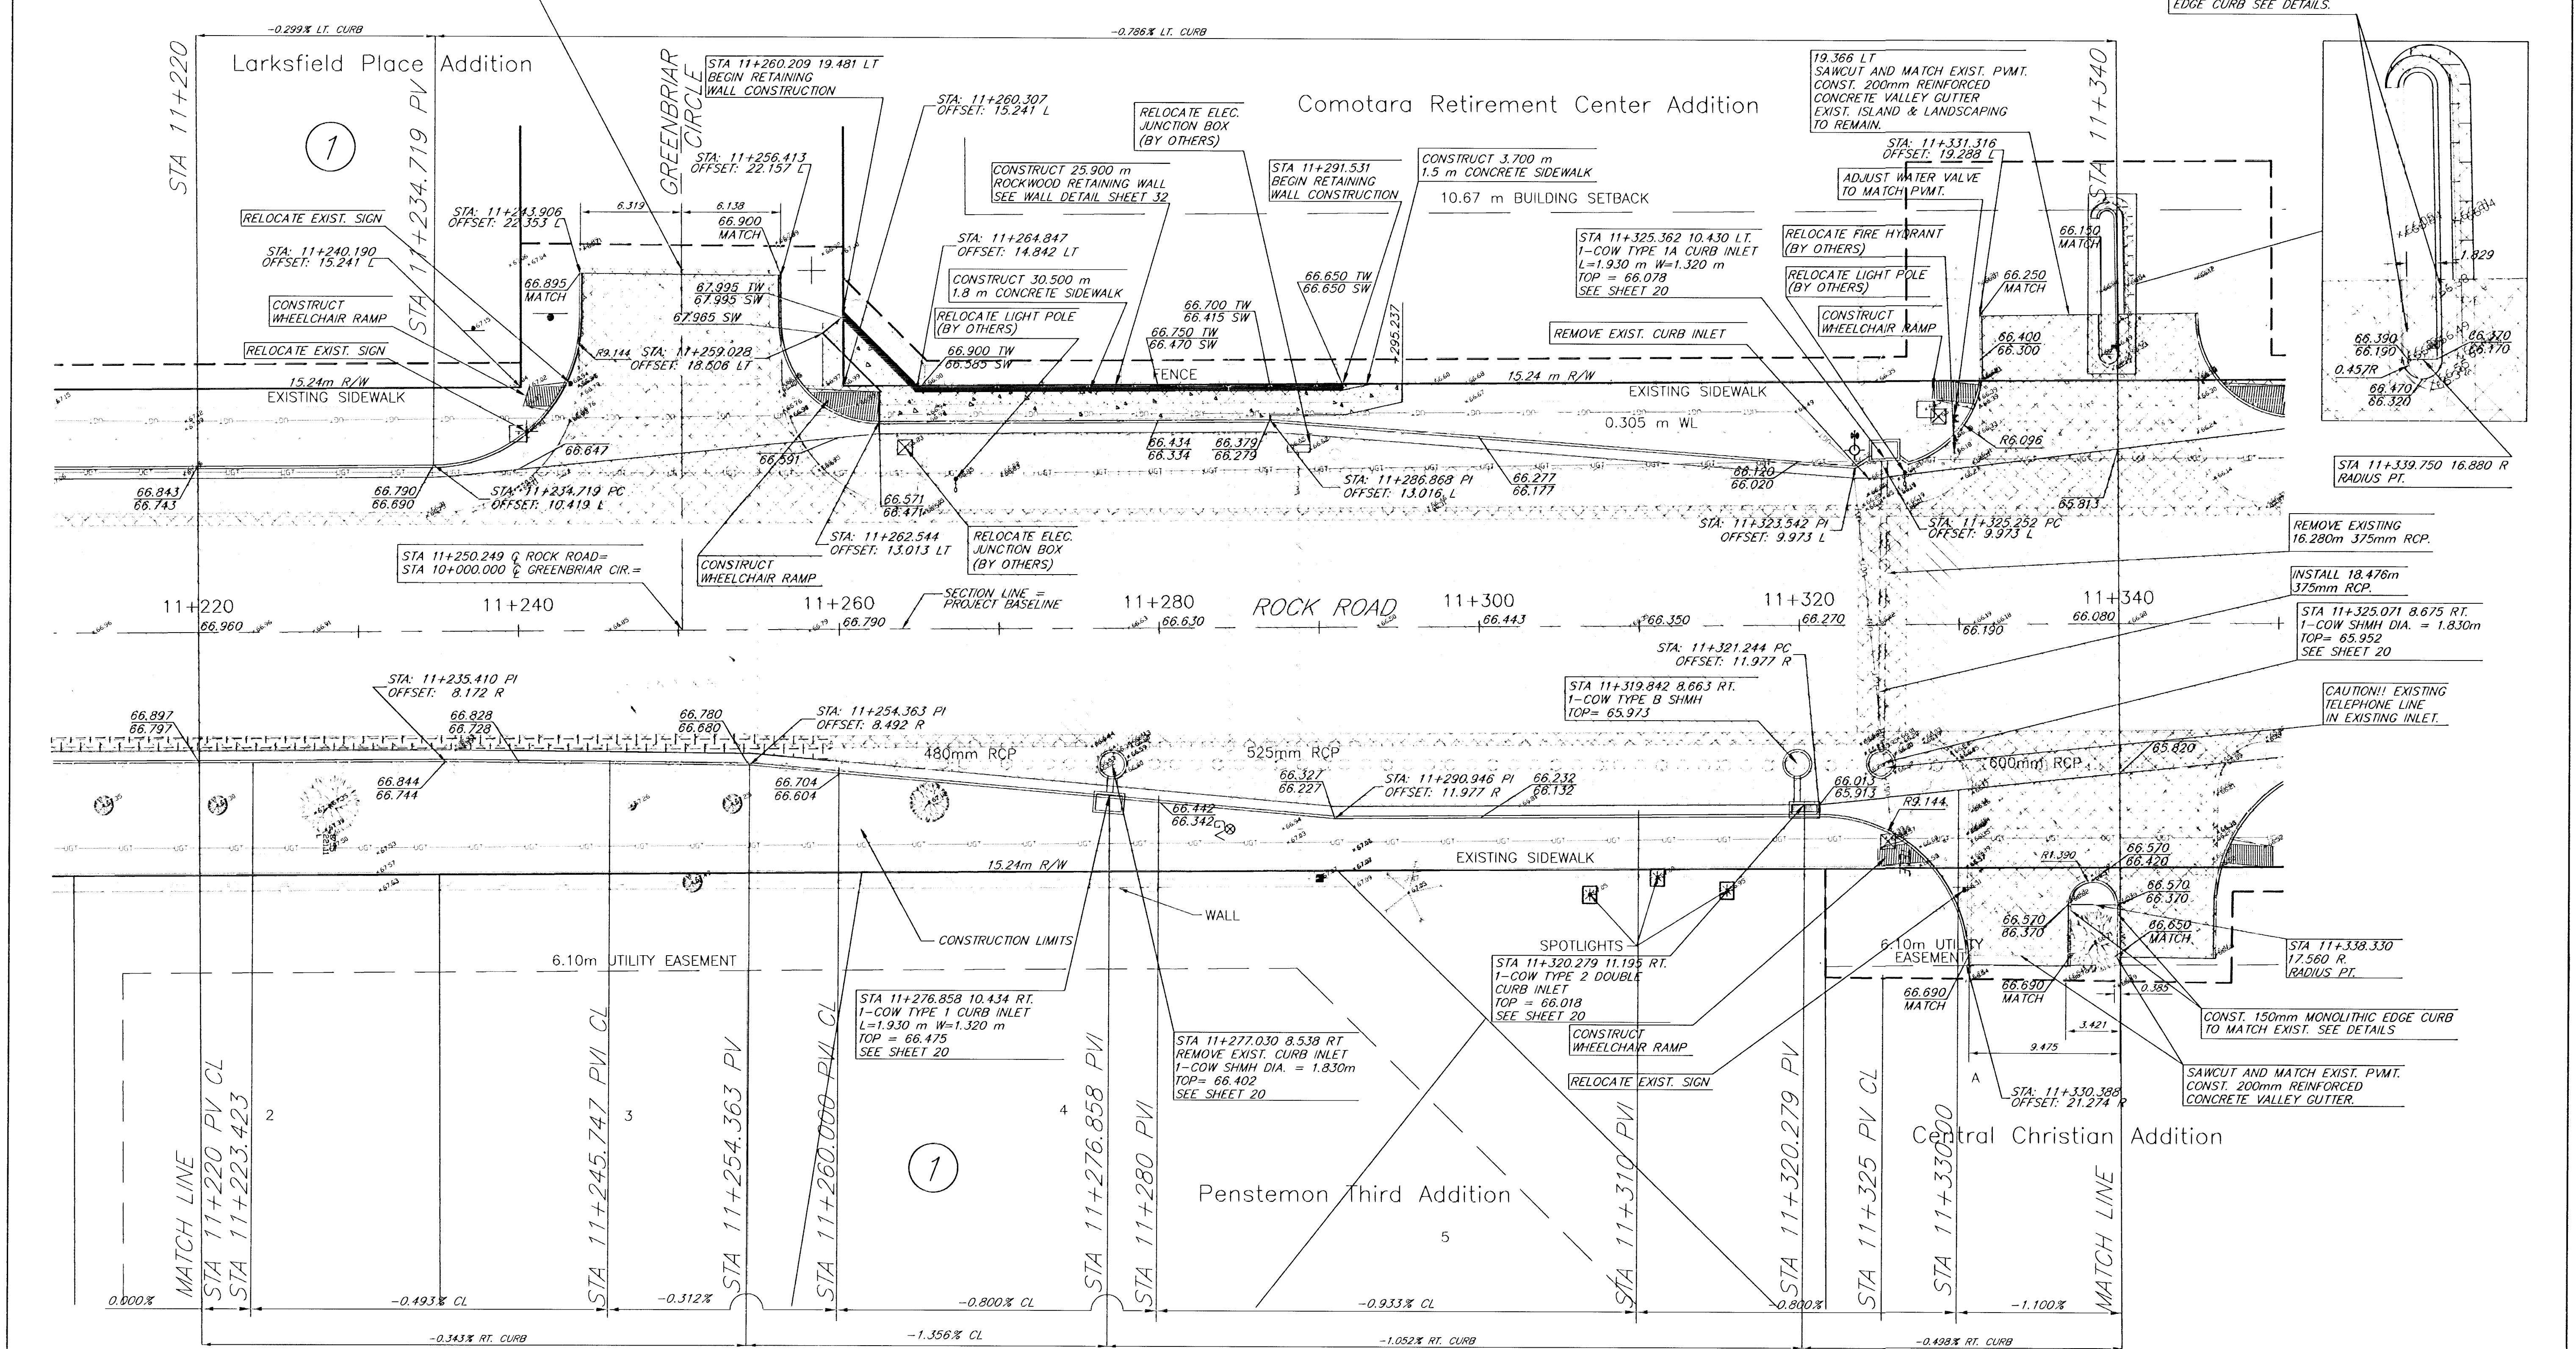 EDGE CURB SEE DETAILS.
-0.299% LT. CURB
-0.786% LT. CURB
STA 11+220
Larksfield Place Addition
1
STA 11+234.719 PV
GREENBRIAR
CIRCLE
STA 11+260.209 19.481 LT
BEGIN RETAINING
WALL CONSTRUCTION
STA: 11+260.307
OFFSET: 15.241 L
RELOCATE ELEC.
JUNCTION BOX
(BY OTHERS)
Comotara Retirement Center Addition
19.366 LT
SAWCUT AND MATCH EXIST. PVMT.
CONST. 200mm REINFORCED
CONCRETE VALLEY GUTTER
EXIST. ISLAND & LANDSCAPING
TO REMAIN.
STA 11+340
STA: 11+256.413
OFFSET: 22.157 L
CONSTRUCT 25.900 m
ROCKWOOD RETAINING WALL
SEE WALL DETAIL SHEET 32
STA 11+291.531
BEGIN RETAINING
WALL CONSTRUCTION
CONSTRUCT 3.700 m
1.5 m CONCRETE SIDEWALK
10.67 m BUILDING SETBACK
STA: 11+331.316
OFFSET: 19.288 L
ADJUST WATER VALVE
TO MATCH PVMT.
RELOCATE EXIST. SIGN
STA: 11+243.906
OFFSET: 22.353 L
6.319
6.138
66.900
MATCH
STA: 11+240.190
OFFSET: 15.241 L
STA: 11+264.847
OFFSET: 14.842 LT
STA 11+325.362 10.430 LT.
1-COW TYPE 1A CURB INLET
L=1.930 m W=1.320 m
TOP = 66.078
SEE SHEET 20
RELOCATE FIRE HYDRANT
(BY OTHERS)
66.150
MATCH
1.829
CONSTRUCT
WHEELCHAIR RAMP
66.895
MATCH
67.995 TW
67.995 SW
67.965 SW
CONSTRUCT 30.500 m
1.8 m CONCRETE SIDEWALK
RELOCATE LIGHT POLE
(BY OTHERS)
66.700 TW
66.415 SW
66.650 TW
66.650 SW
66.750 TW
66.470 SW
+295.237
REMOVE EXIST. CURB INLET
RELOCATE LIGHT POLE
(BY OTHERS)
66.250
MATCH
CONSTRUCT
WHEELCHAIR RAMP
66.400
66.300
66.390
66.190
66.370
66.170
0.457R
66.470
66.320
RELOCATE EXIST. SIGN
R9.144
STA: 11+259.028
OFFSET: 18.506 LT
66.900 TW
66.585 SW
FENCE
15.24m R/W
EXISTING SIDEWALK
15.24 m R/W
EXISTING SIDEWALK
0.305 m WL
R6.096
STA 11+339.750 16.880 R
RADIUS PT.
66.843
66.743
66.790
66.690
STA: 11+234.719 PC
OFFSET: 10.419 L
66.647
66.591
66.571
66.471
66.434
66.334
66.379
66.279
STA: 11+286.868 PI
OFFSET: 13.016 L
66.277
66.177
66.120
66.020
65.813
STA: 11+323.542 PI
OFFSET: 9.973 L
STA: 11+325.252 PC
OFFSET: 9.973 L
REMOVE EXISTING
16.280m 375mm RCP.
STA 11+250.249 ℄ ROCK ROAD=
STA 10+000.000 ℄ GREENBRIAR CIR.=
CONSTRUCT
WHEELCHAIR RAMP
STA: 11+262.544
OFFSET: 13.013 LT
RELOCATE ELEC.
JUNCTION BOX
(BY OTHERS)
SECTION LINE =
PROJECT BASELINE
INSTALL 18.476m
375mm RCP.
11+220
11+240
11+260
11+280
ROCK ROAD
11+300
11+320
11+340
66.960
66.790
66.630
66.443
66.350
66.270
66.190
66.080
STA 11+325.071 8.675 RT.
1-COW SHMH DIA. = 1.830m
TOP= 65.952
SEE SHEET 20
STA: 11+321.244 PC
OFFSET: 11.977 R
STA: 11+235.410 PI
OFFSET: 8.172 R
STA 11+319.842 8.663 RT.
1-COW TYPE B SHMH
TOP= 65.973
CAUTION!! EXISTING
TELEPHONE LINE
IN EXISTING INLET.
66.897
66.797
66.828
66.728
66.780
66.680
STA: 11+254.363 PI
OFFSET: 8.492 R
480mm RCP
525mm RCP
600mm RCP
65.820
66.844
66.744
66.704
66.604
66.327
66.227
STA: 11+290.946 PI
OFFSET: 11.977 R
66.232
66.132
66.013
65.913
66.442
66.342
R9.144
15.24m R/W
EXISTING SIDEWALK
R1.390
66.570
66.420
66.570
66.370
66.570
66.370
66.650
MATCH
WALL
CONSTRUCTION LIMITS
SPOTLIGHTS
6.10m UTILITY EASEMENT
6.10m UTILITY
EASEMENT
STA 11+338.330
17.560 R.
RADIUS PT.
STA 11+320.279 11.195 RT.
1-COW TYPE 2 DOUBLE
CURB INLET
TOP = 66.018
SEE SHEET 20
66.690
MATCH
66.690
MATCH
0.385
STA 11+276.858 10.434 RT.
1-COW TYPE 1 CURB INLET
L=1.930 m W=1.320 m
TOP = 66.475
SEE SHEET 20
STA 11+277.030 8.538 RT
REMOVE EXIST. CURB INLET
1-COW SHMH DIA. = 1.830m
TOP= 66.402
SEE SHEET 20
CONSTRUCT
WHEELCHAIR RAMP
3.421
9.475
CONST. 150mm MONOLITHIC EDGE CURB
TO MATCH EXIST. SEE DETAILS
RELOCATE EXIST. SIGN
A
STA: 11+330.388
OFFSET: 21.274 R
SAWCUT AND MATCH EXIST. PVMT.
CONST. 200mm REINFORCED
CONCRETE VALLEY GUTTER.
2
3
4
1
5
Penstemon Third Addition
Central Christian Addition
MATCH LINE
STA 11+220 PV CL
STA 11+223.423
STA 11+245.747 PVI CL
STA 11+254.363 PV
STA 11+260.000 PVI CL
STA 11+276.858 PVI
STA 11+280 PVI
STA 11+310 PVI
STA 11+320.279 PV
STA 11+325 PV CL
STA 11+330.00
MATCH LINE
0.000%
-0.493% CL
-0.312%
-0.800% CL
-0.933% CL
-0.800%
-1.100%
-0.343% RT. CURB
-1.356% CL
-1.052% RT. CURB
-0.498% RT. CURB